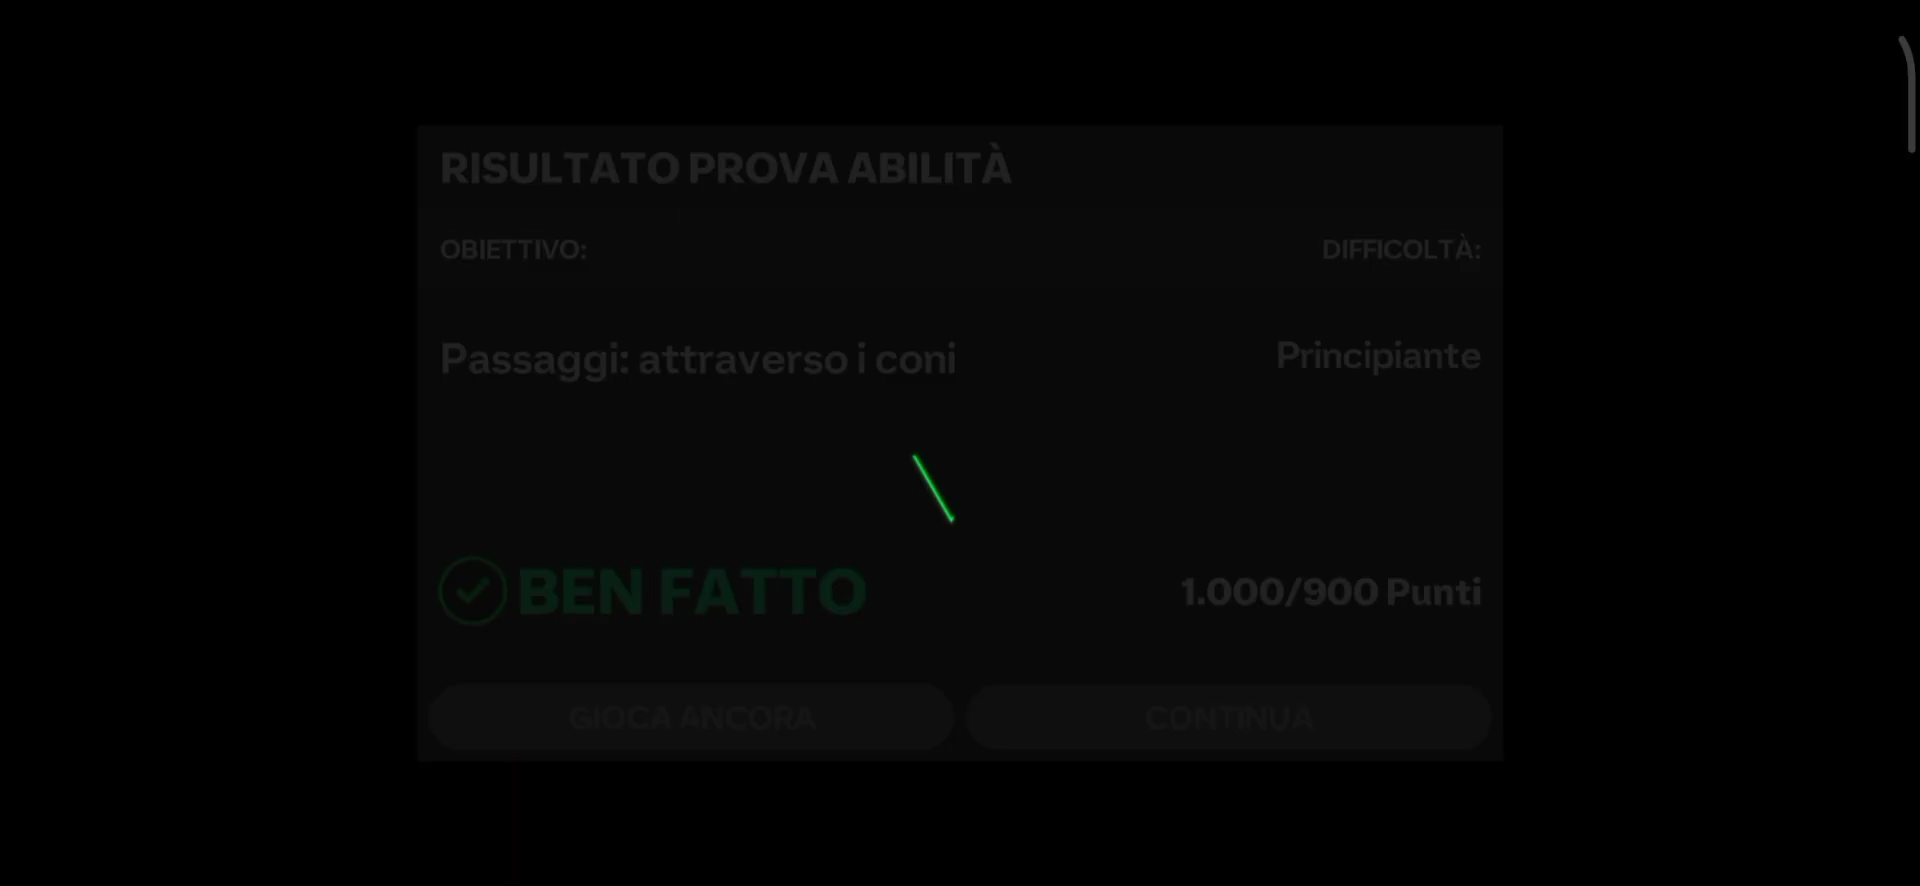 RISULTATO PROVA ABILITÀ
OBIETTIVO:
DIFFICOLTÀ:
Passaggi: attraverso i coni
Principiante
BEN FATTO
1.000/900 Punti
GIOCA ANCORA
CONTINUA